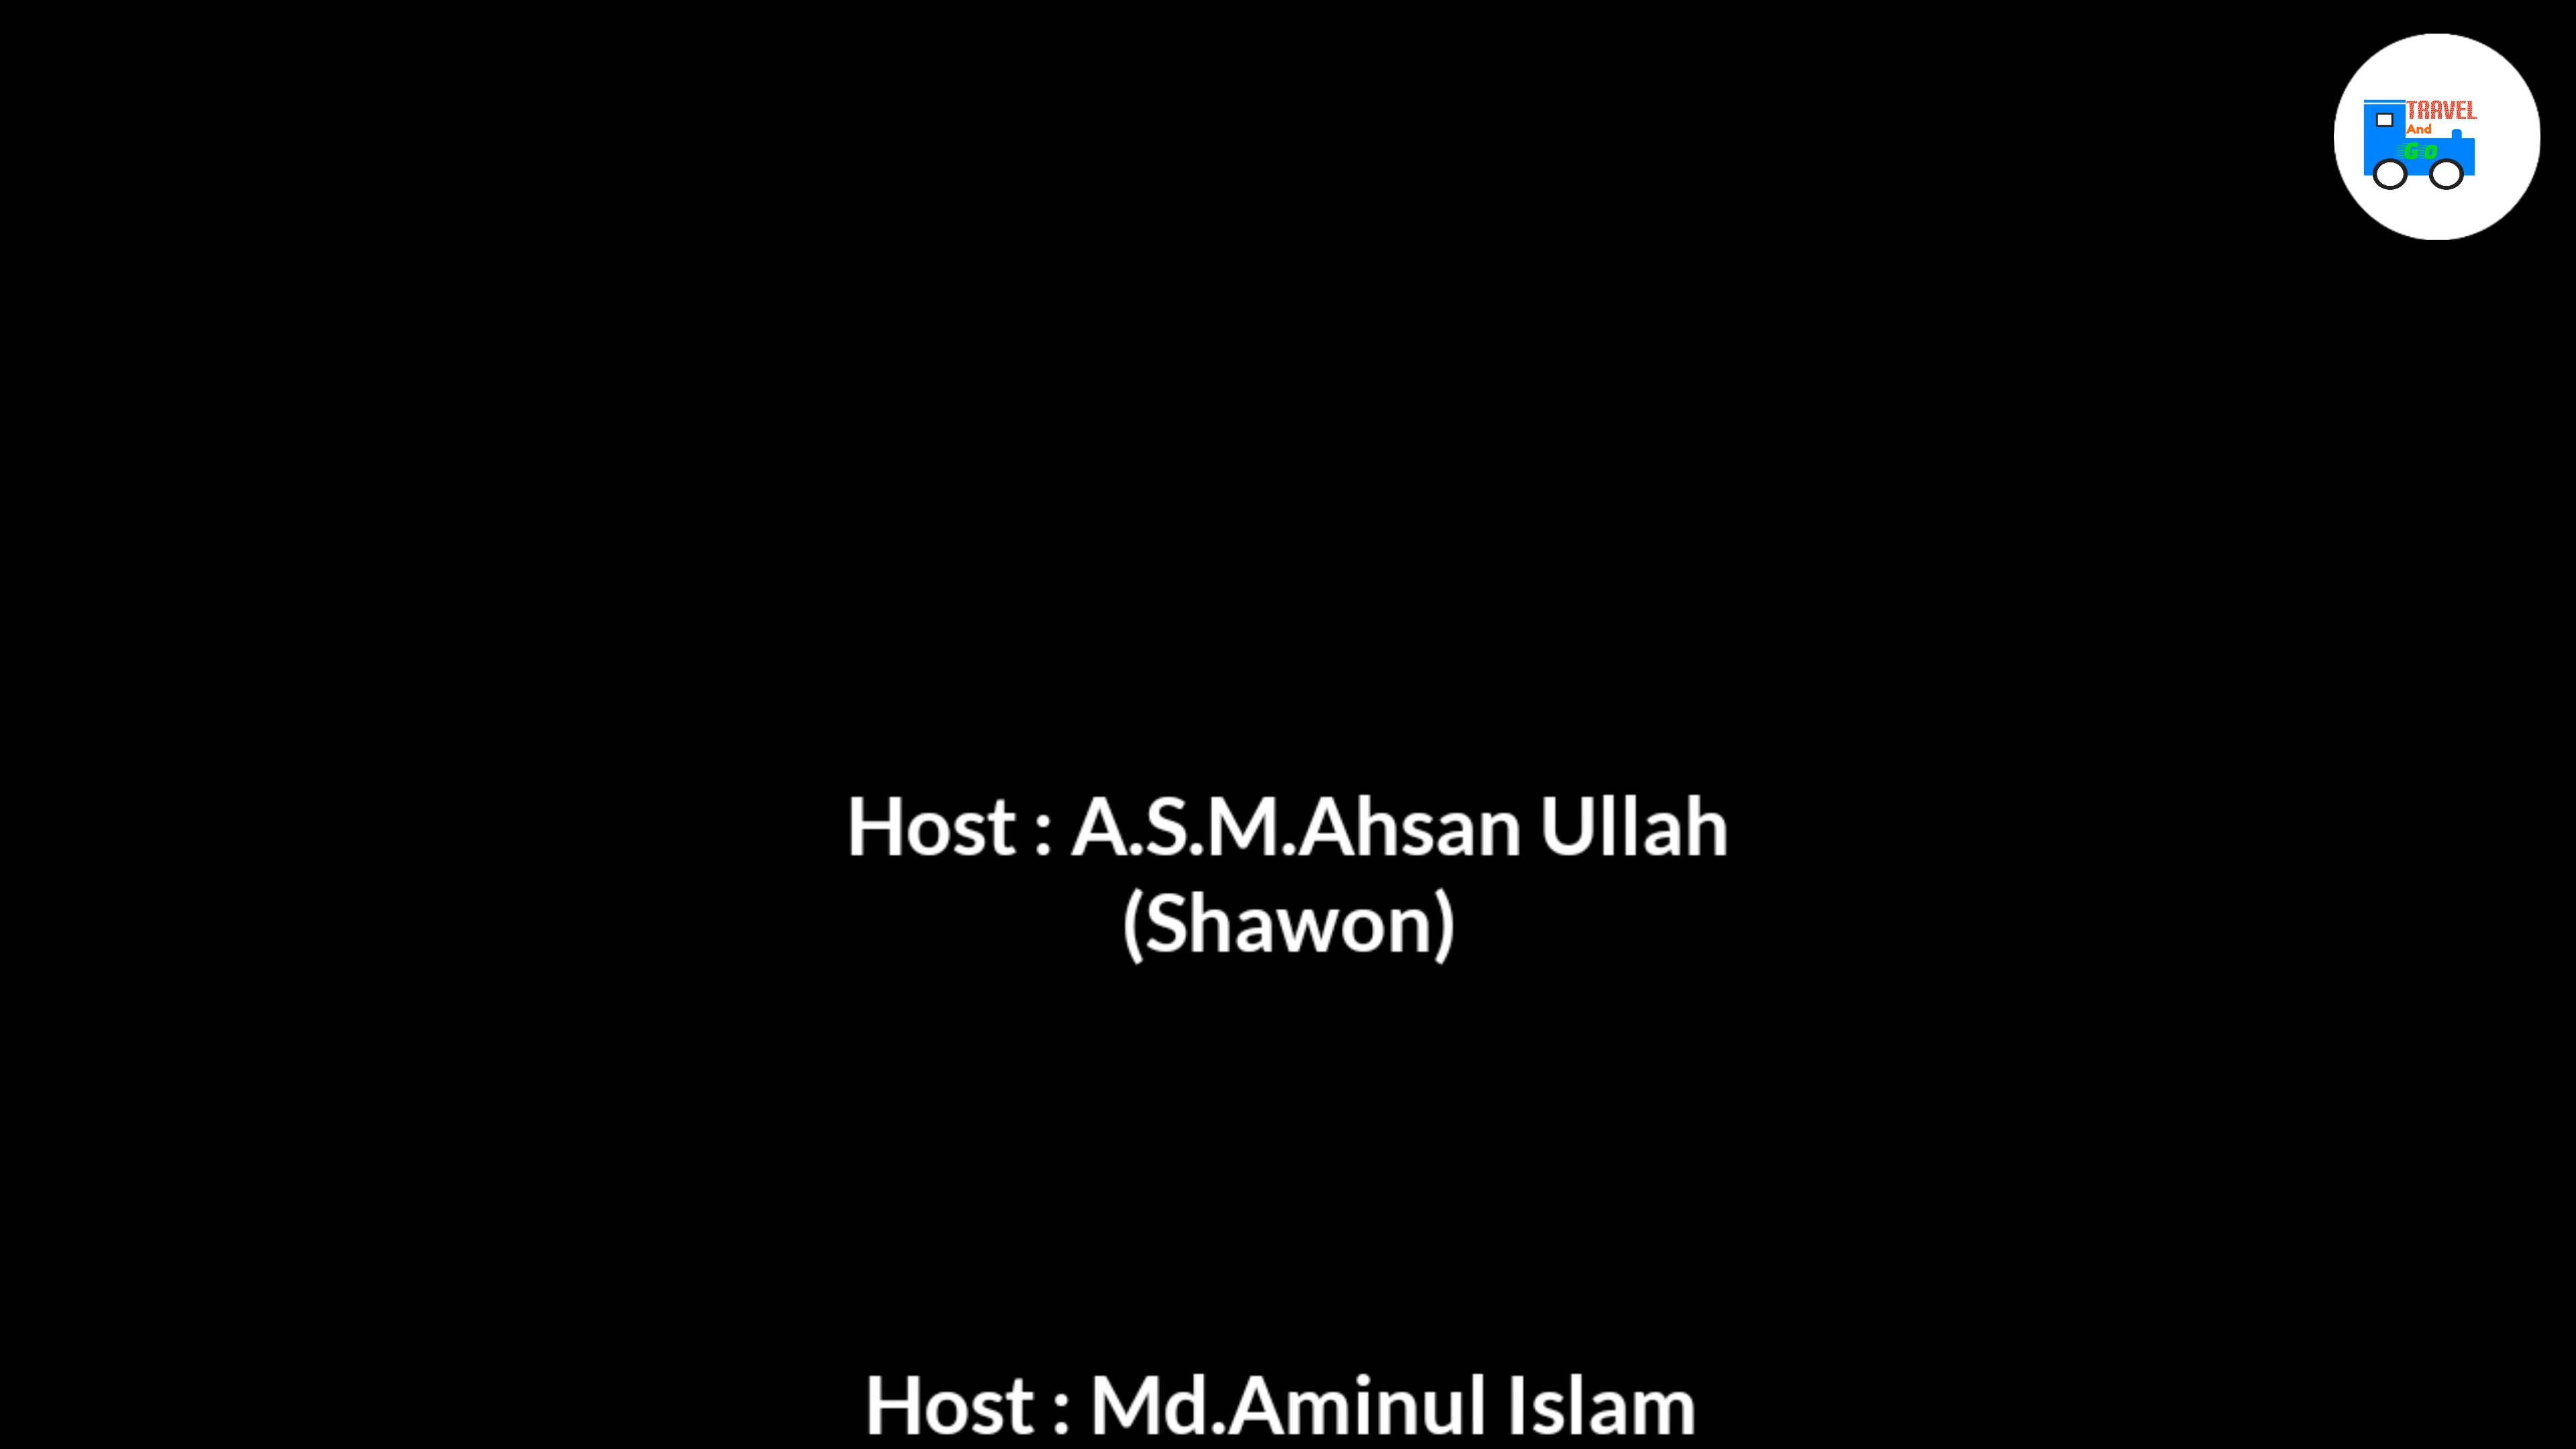 TRAVEL
And
Go
Host : A.S.M.Ahsan Ullah
(Shawon)
Host : Md.Aminul Islam